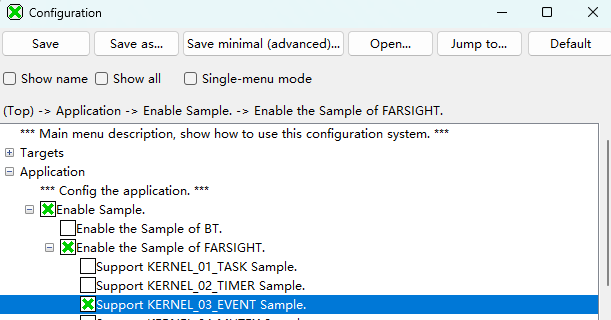 Configuration
Save
Save as...
Save minimal (advanced)...
Open...
Jump to...
Default
Show name
Show all
Single-menu mode
(Top) -> Application -> Enable Sample. -> Enable the Sample of FARSIGHT.
*** Main menu description, show how to use this configuration system. ***
Targets
Application
*** Config the application. ***
Enable Sample.
Enable the Sample of BT.
Enable the Sample of FARSIGHT.
Support KERNEL_01_TASK Sample.
Support KERNEL_02_TIMER Sample.
Support KERNEL_03_EVENT Sample.